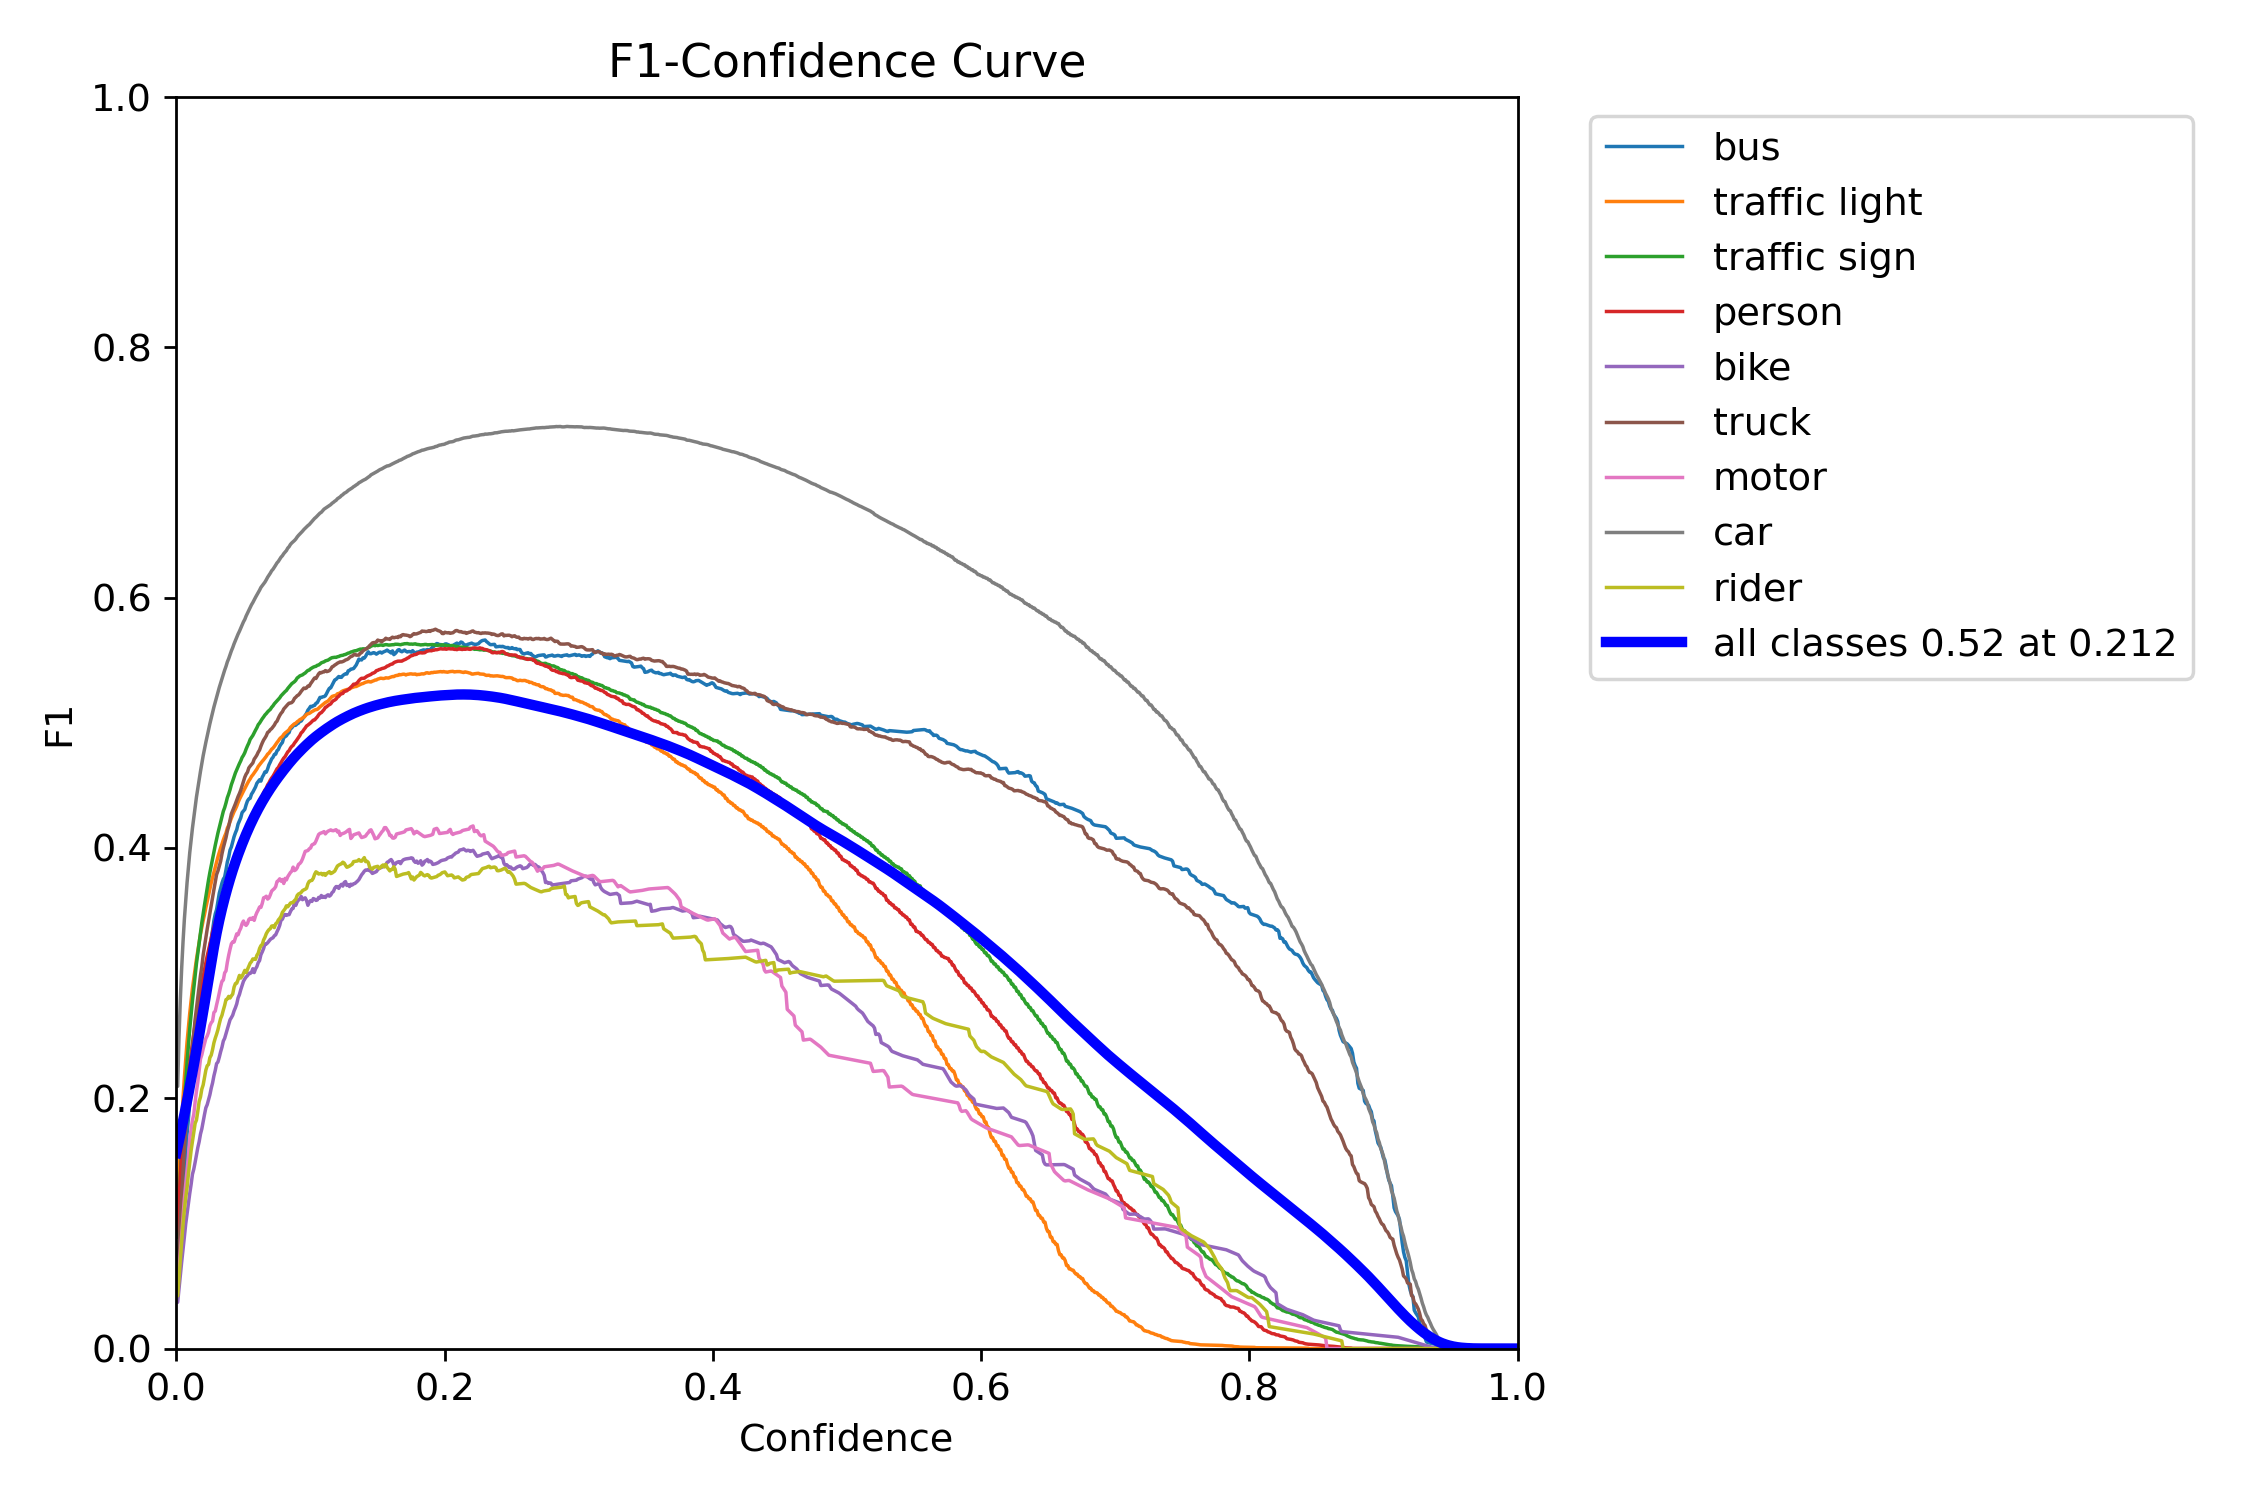 F1-Confidence Curve
1.0
0.8
0.6
0.4
0.2
0.0
F1
0.0 0.2 0.4 0.6 0.8 1.0
Confidence
bus
traffic light
traffic sign
person
bike
truck
motor
car
rider
all classes 0.52 at 0.212